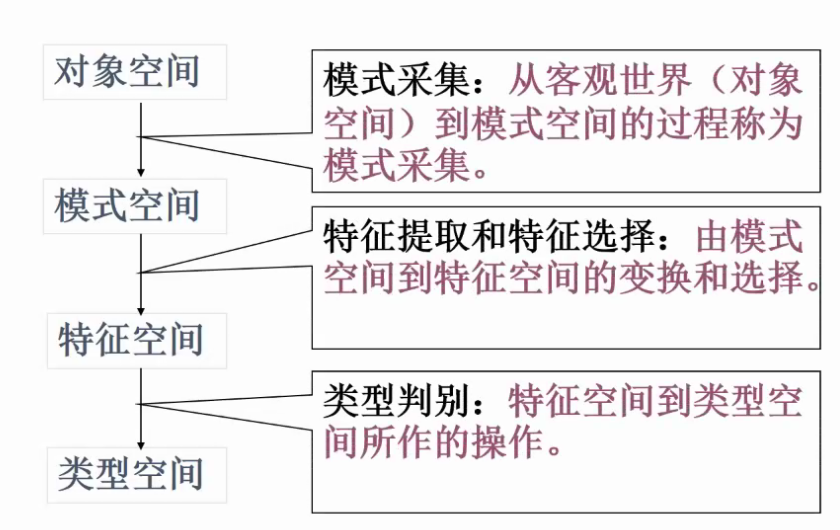 对象空间
模式采集：从客观世界（对象
空间）到模式空间的过程称为
模式采集。
模式空间
特征提取和特征选择：由模式
空间到特征空间的变换和选择。
特征空间
类型判别：特征空间到类型空
间所作的操作。
类型空间